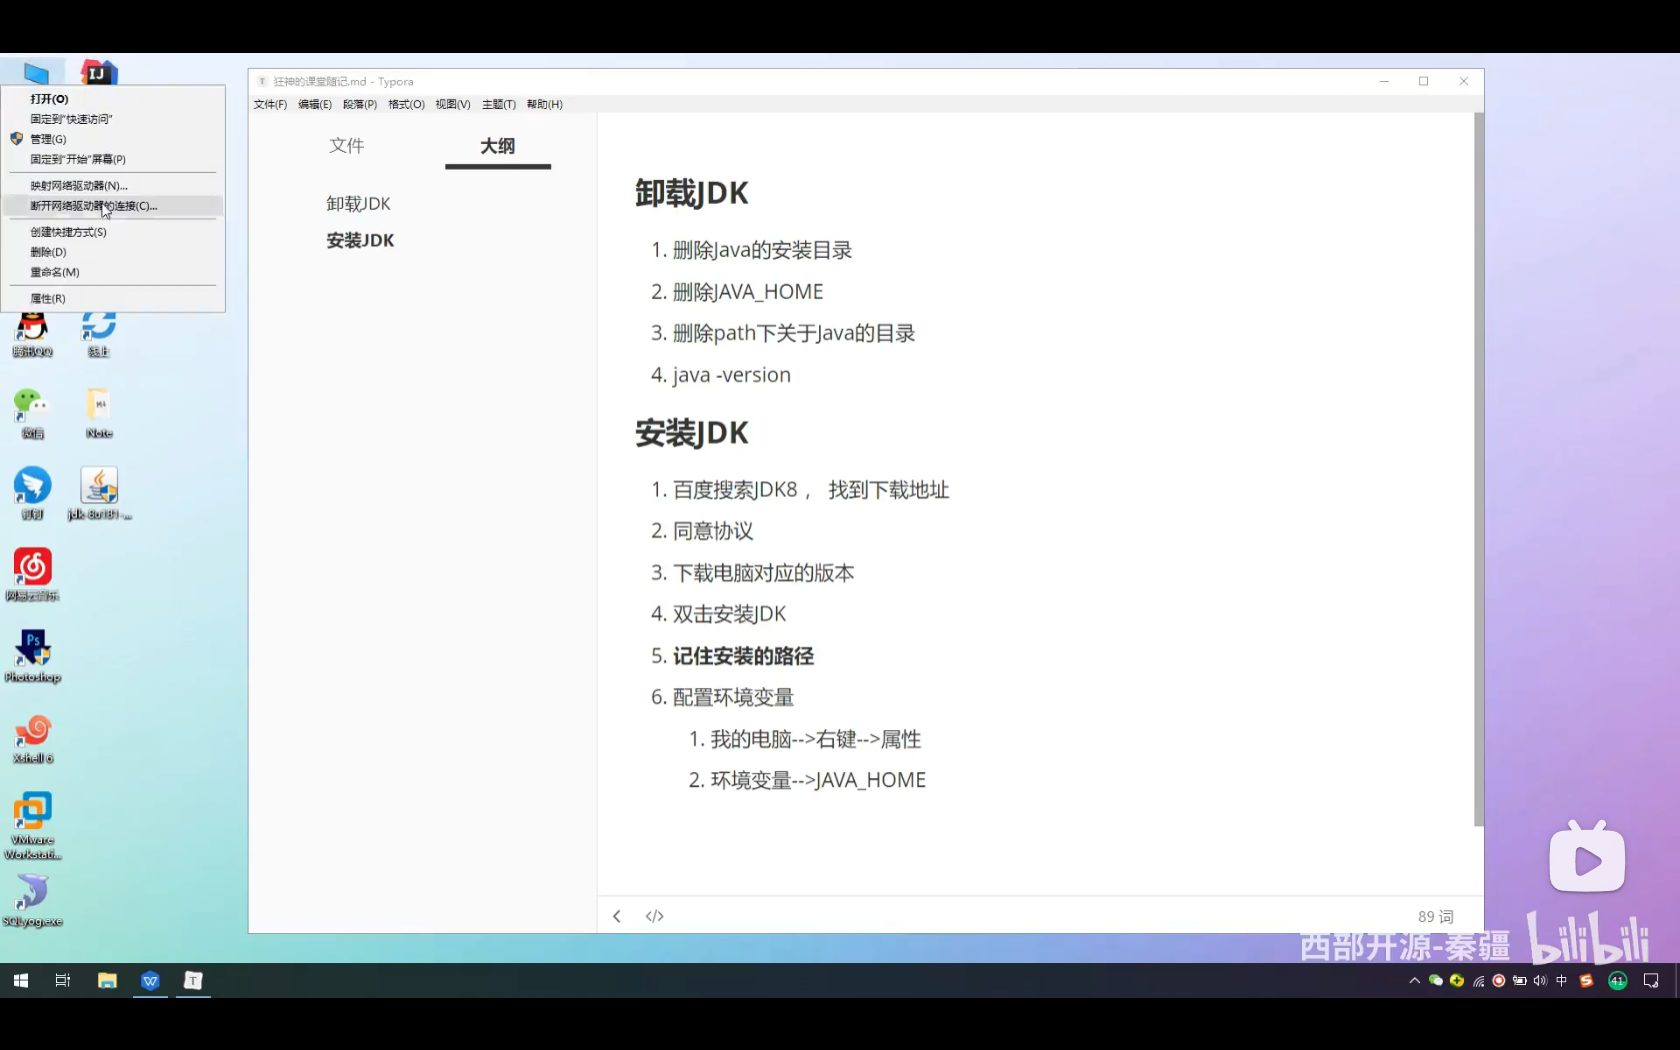 狂神的课堂随记.md - Typora
文件(F) 编辑(E) 段落(P) 格式(O) 视图(V) 主题(T) 帮助(H)
打开(O)
固定到"快速访问"
管理(G)
固定到"开始"屏幕(P)
映射网络驱动器(N)...
断开网络驱动器的连接(C)...
创建快捷方式(S)
删除(D)
重命名(M)
属性(R)
腾讯QQ
线上
微信
Note
钉钉
jdk-8u181-...
网易云音乐
Photoshop
Xshell 6
VMware
Workstati...
SQLyog.exe
文件
大纲
卸载JDK
安装JDK
卸载JDK
1. 删除Java的安装目录
2. 删除JAVA_HOME
3. 删除path下关于Java的目录
4. java -version
安装JDK
1. 百度搜索JDK8， 找到下载地址
2. 同意协议
3. 下载电脑对应的版本
4. 双击安装JDK
5. 记住安装的路径
6. 配置环境变量
1. 我的电脑-->右键-->属性
2. 环境变量-->JAVA_HOME
89 词
西部开源-秦疆
bilibili
中
41